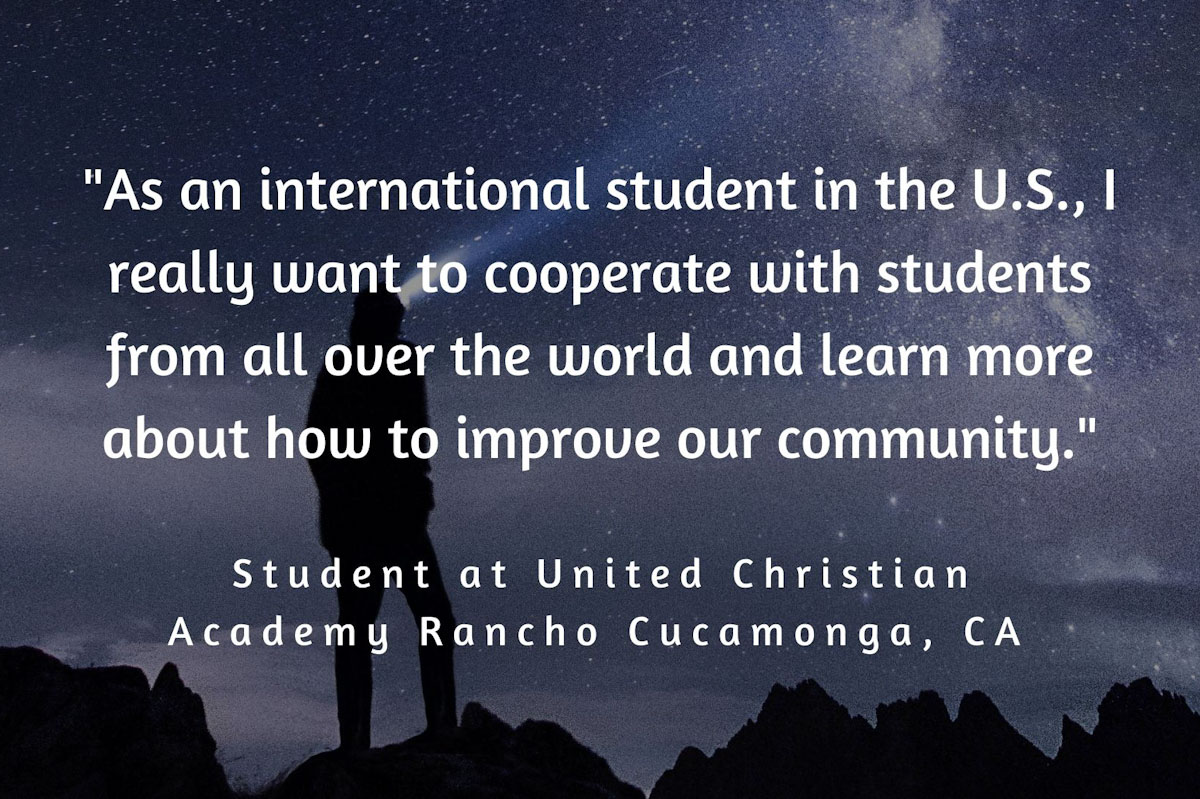 "As an international student in the U.S., I
really want to cooperate with students
from all over the world and learn more
about how to improve our community."
Student at United Christian
Academy Rancho Cucamonga, CA